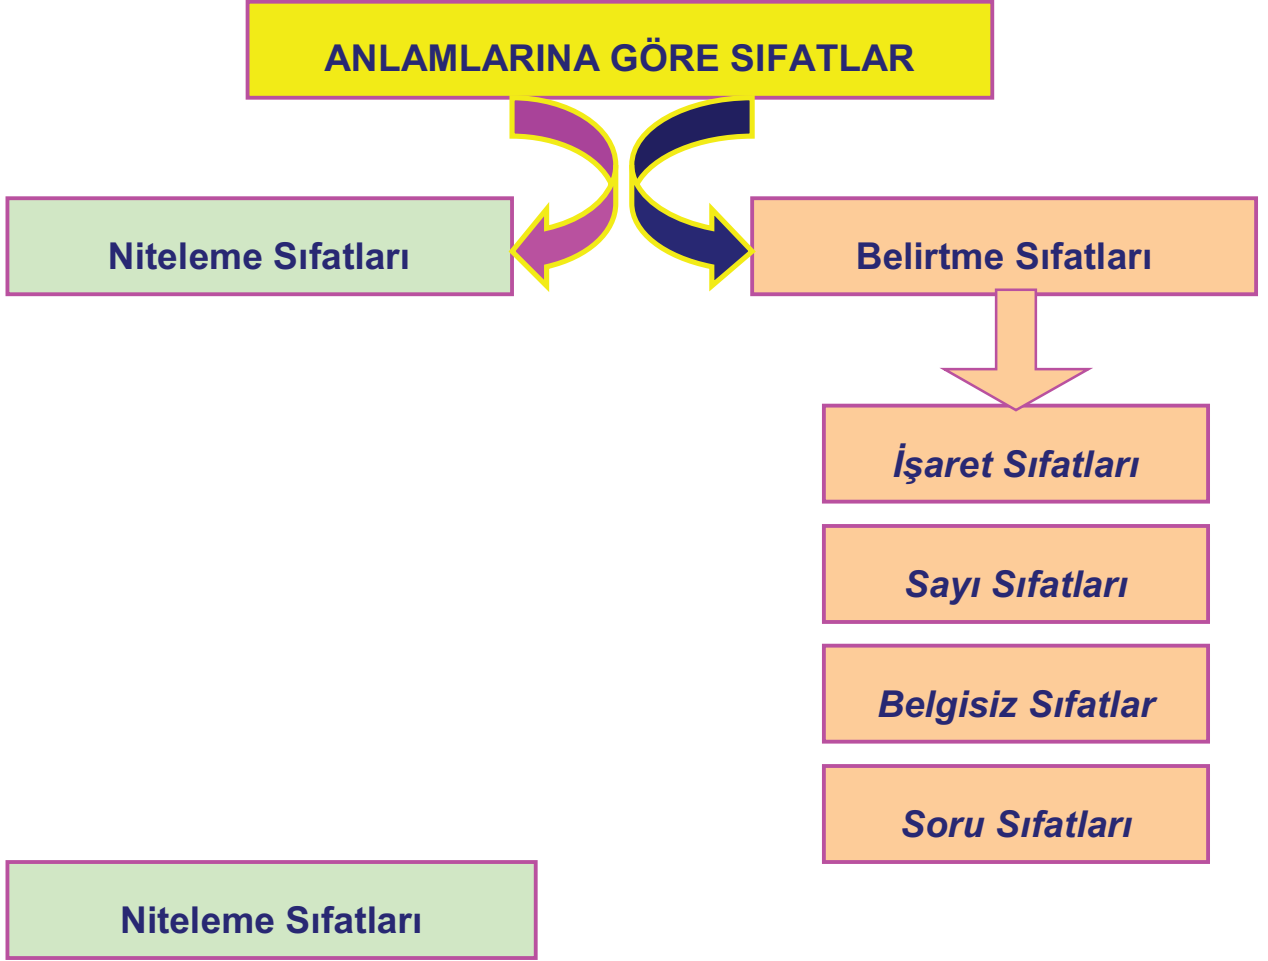 ANLAMLARINA GÖRE SIFATLAR
Niteleme Sıfatları
Belirtme Sıfatları
İşaret Sıfatları
Sayı Sıfatları
Belgisiz Sıfatlar
Soru Sıfatları
Niteleme Sıfatları